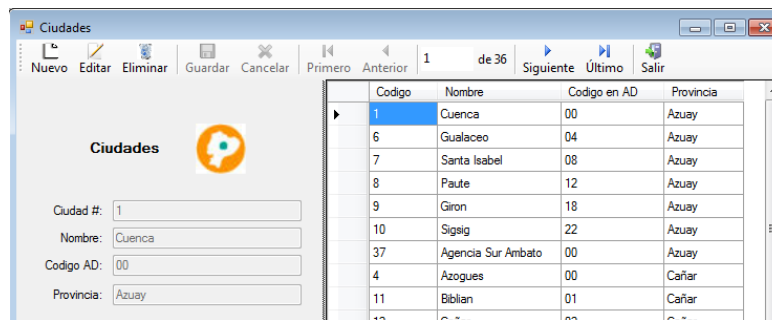 Ciudades
Nuevo Editar Eliminar Guardar Cancelar Primero Anterior 1 de 36 Siguiente Último Salir
Codigo Nombre Codigo en AD Provincia
1 Cuenca 00 Azuay
6 Gualaceo 04 Azuay
7 Santa Isabel 08 Azuay
8 Paute 12 Azuay
9 Giron 18 Azuay
10 Sigsig 22 Azuay
37 Agencia Sur Ambato 00 Azuay
4 Azogues 00 Cañar
11 Biblian 01 Cañar
Ciudades
Ciudad #: 1
Nombre: Cuenca
Codigo AD: 00
Provincia: Azuay